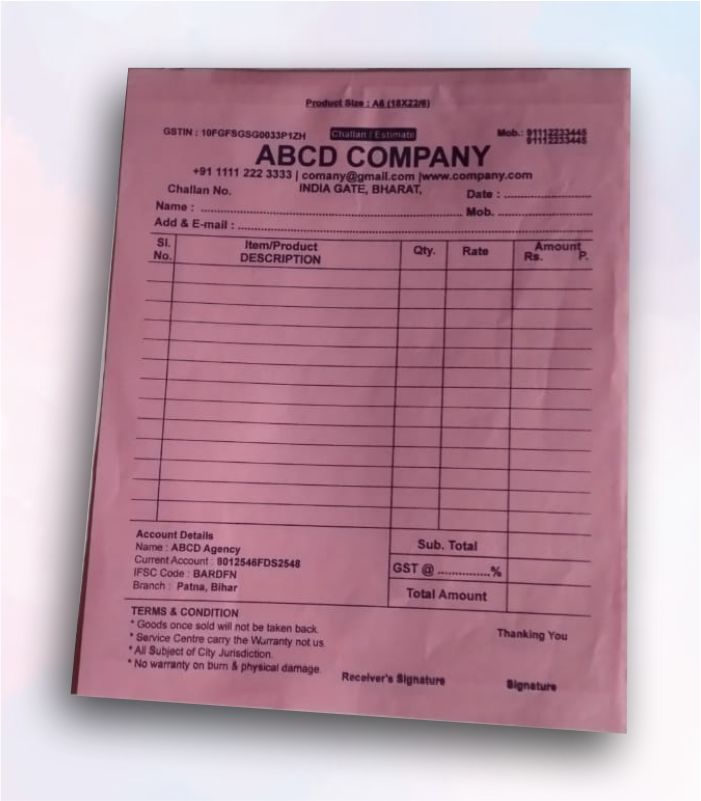 Product Size : A6 (18X22/6)
GSTIN : 10FGFSGSG0033P1ZH Challan / Estimate Mob.: 91112233445
91112233445
ABCD COMPANY
+91 1111 222 3333 | comany@gmail.com |www.company.com
Challan No. INDIA GATE, BHARAT, Date : ........................
Name : ........................................................................ Mob. ........................
Add & E-mail : ........................................................................
Sl. No. Item/Product DESCRIPTION Qty. Rate Amount Rs. P.
Account Details
Name : ABCD Agency
Current Account : 8012546FDS2548
IFSC Code : BARDFN
Branch : Patna, Bihar
Sub. Total
GST @ ..............%
Total Amount
TERMS & CONDITION
* Goods once sold will not be taken back.
* Service Centre carry the Warranty not us.
* All Subject of City Jurisdiction.
* No warranty on burn & physical damage.
Thanking You
Receiver's Signature Signature